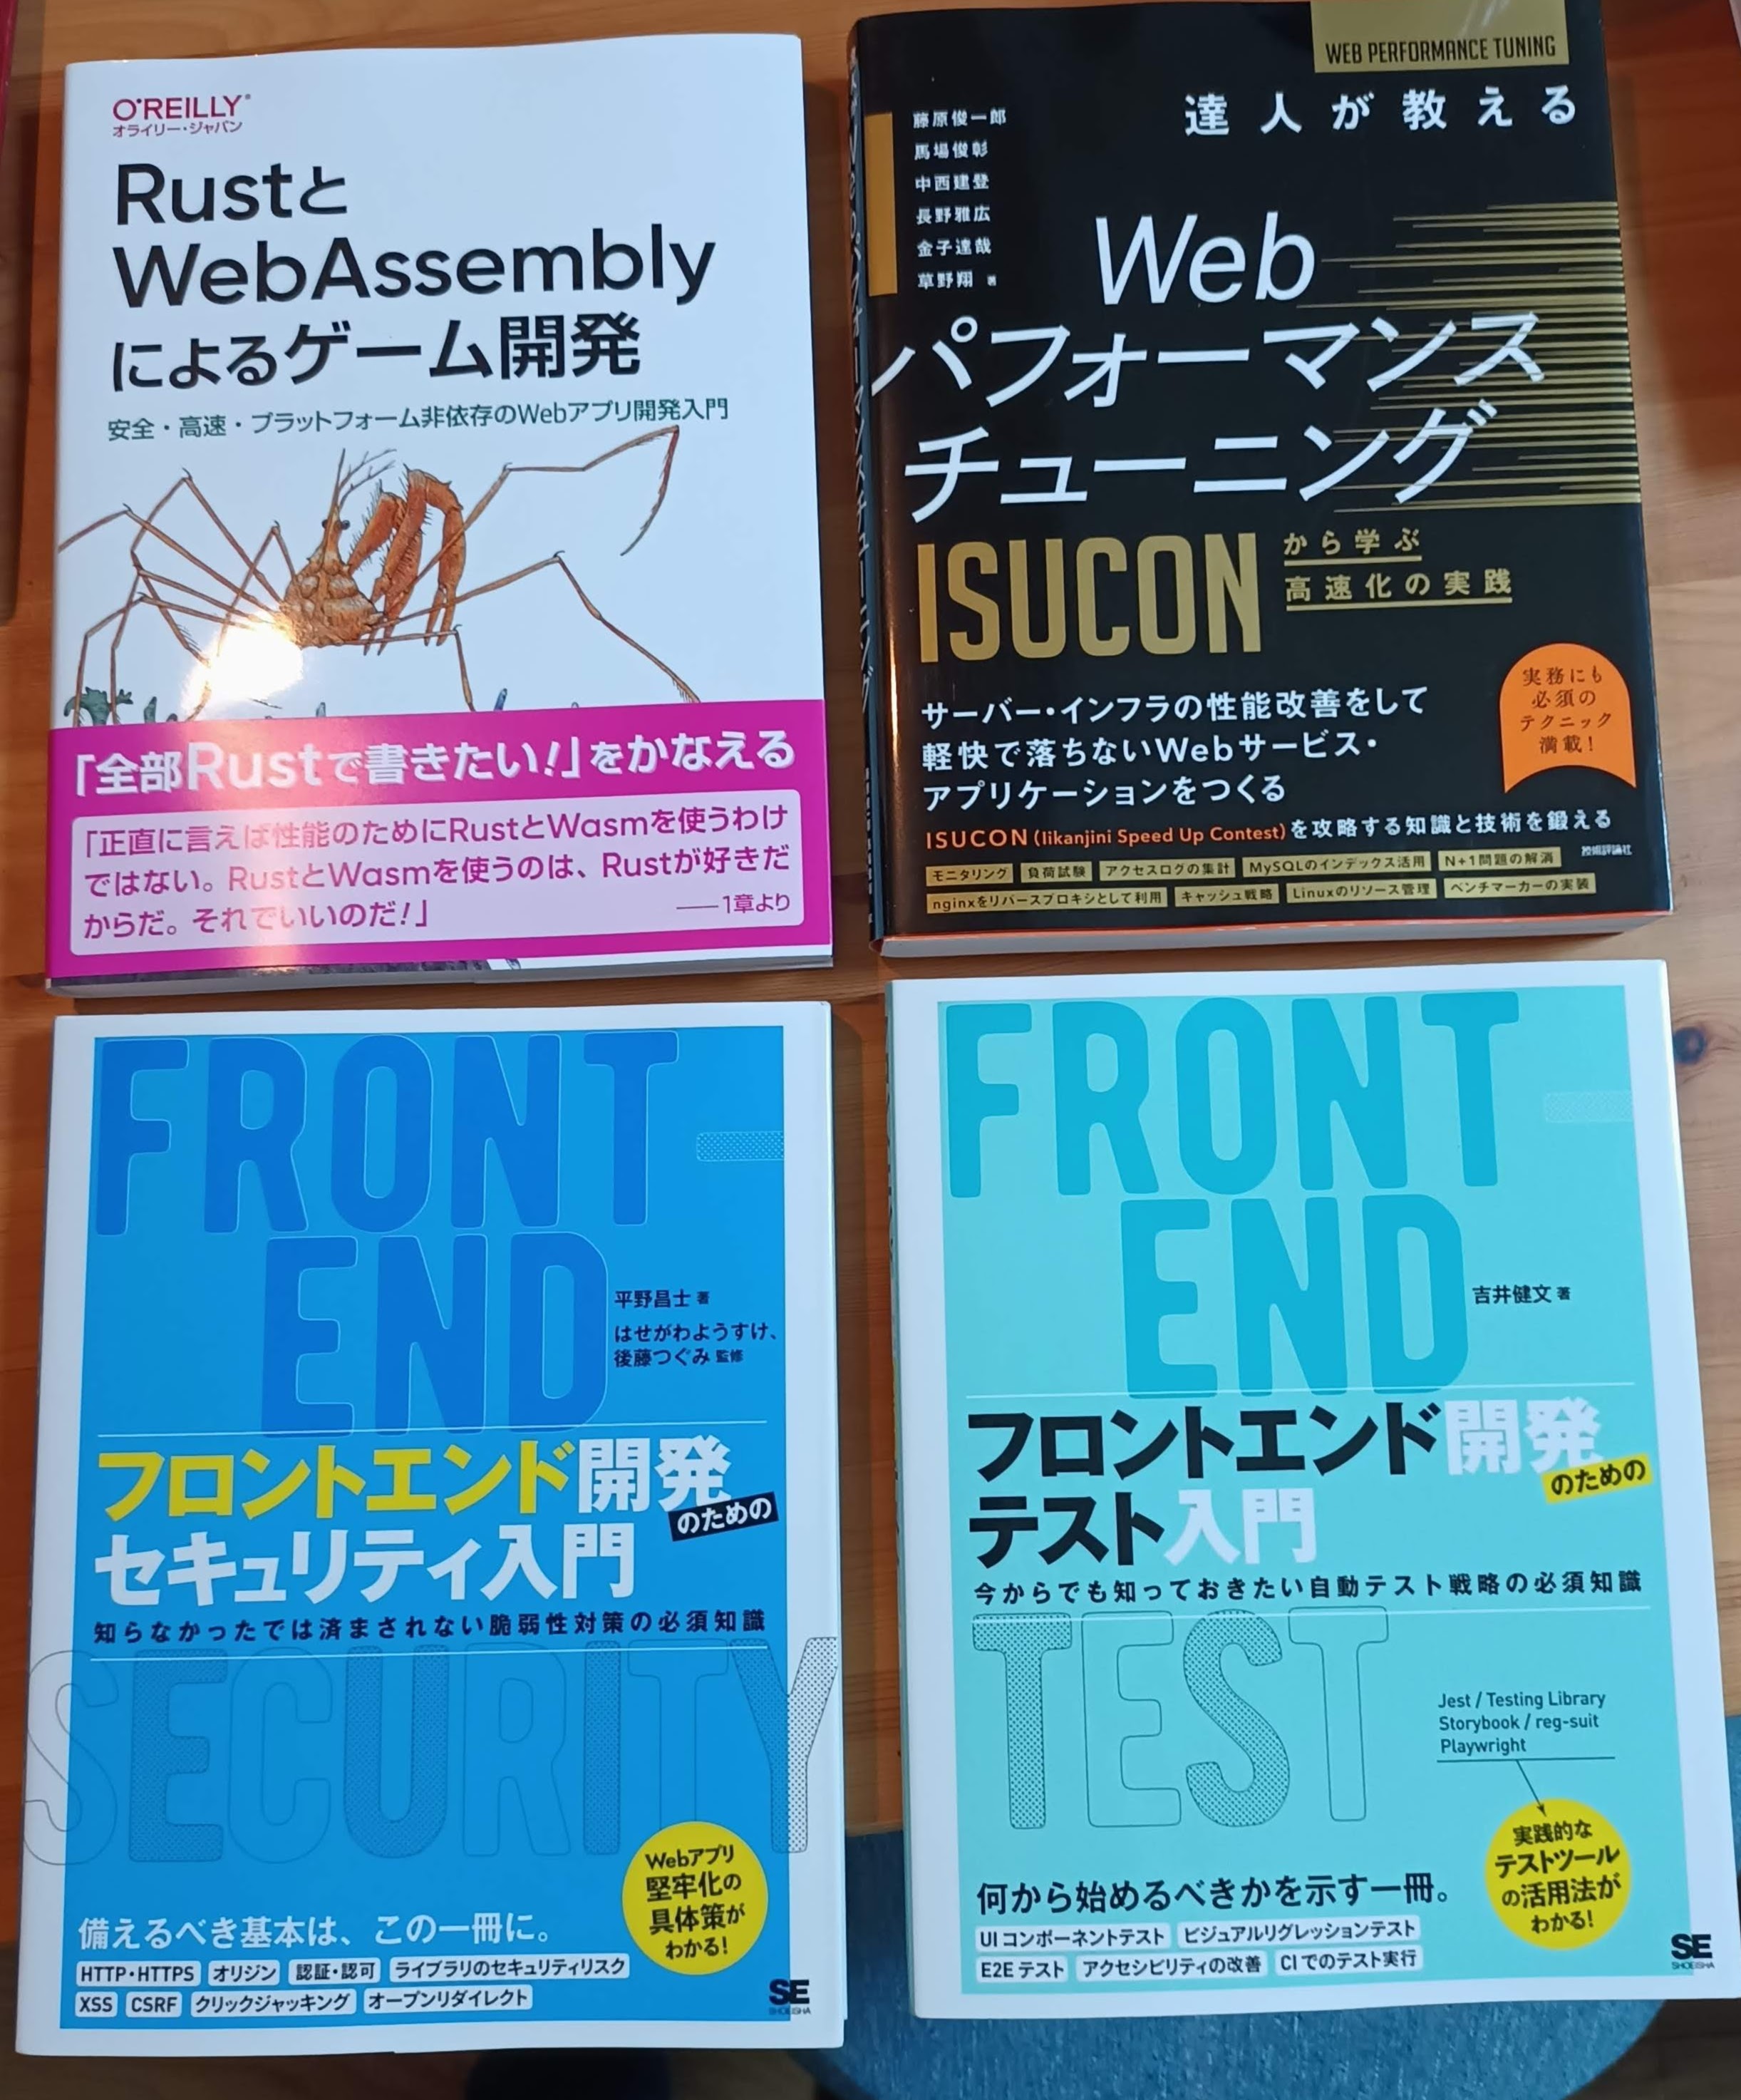 O'REILLY
オライリー・ジャパン
Rustと
WebAssembly
によるゲーム開発
安全・高速・プラットフォーム非依存のWebアプリ開発入門
「全部Rustで書きたい!」をかなえる
「正直に言えば性能のためにRustとWasmを使うわけ
ではない。RustとWasmを使うのは、Rustが好きだ
からだ。それでいいのだ!」
——1章より
WEB PERFORMANCE TUNING
達人が教える
藤原俊一郎
馬場俊彰
中西建登
長野雅広
金子達哉
草野翔 著
Web
パフォーマンス
チューニング
ISUCON
から学ぶ
高速化の実践
実務にも
必須の
テクニック
満載!
サーバー・インフラの性能改善をして
軽快で落ちないWebサービス・
アプリケーションをつくる
ISUCON (Iikanjini Speed Up Contest)を攻略する知識と技術を鍛える
モニタリング 負荷試験 アクセスログの集計 MySQLのインデックス活用 N+1問題の解消
技術評論社
nginxをリバースプロキシとして利用 キャッシュ戦略 Linuxのリソース管理 ベンチマーカーの実装
FRONT-
END
平野昌士 著
はせがわようすけ、
後藤つぐみ 監修
フロントエンド開発
のための
セキュリティ入門
知らなかったでは済まされない脆弱性対策の必須知識
SECURITY
Webアプリ
堅牢化の
具体策が
わかる!
備えるべき基本は、この一冊に。
HTTP・HTTPS オリジン 認証・認可 ライブラリのセキュリティリスク
XSS CSRF クリックジャッキング オープンリダイレクト
SE
SHOEISHA
FRONT-
END
吉井健文 著
フロントエンド開発
のための
テスト入門
今からでも知っておきたい自動テスト戦略の必須知識
TEST
Jest / Testing Library
Storybook / reg-suit
Playwright
実践的な
テストツール
の活用法が
わかる!
何から始めるべきかを示す一冊。
UIコンポーネントテスト ビジュアルリグレッションテスト
E2Eテスト アクセシビリティの改善 CIでのテスト実行
SE
SHOEISHA